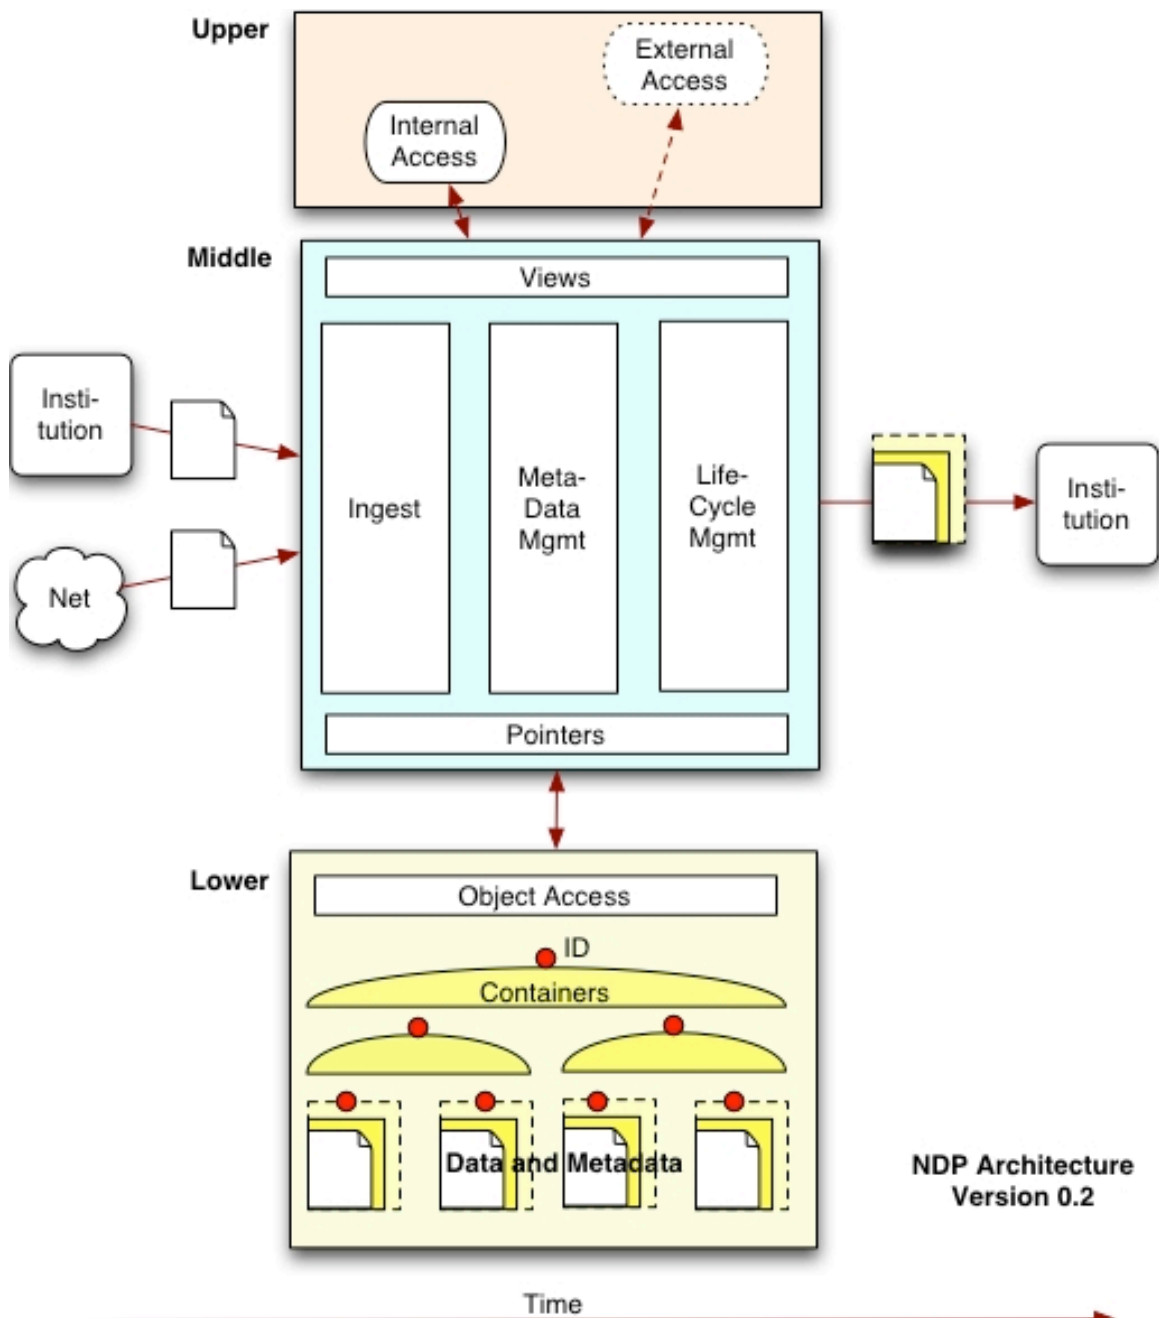 Upper
External
Access
Internal
Access
Middle
Views
Insti-
tution
Net
Ingest
Meta-
Data
Mgmt
Life-
Cycle
Mgmt
Insti-
tution
Pointers
Lower
Object Access
ID
Containers
Data and Metadata
NDP Architecture
Version 0.2
Time